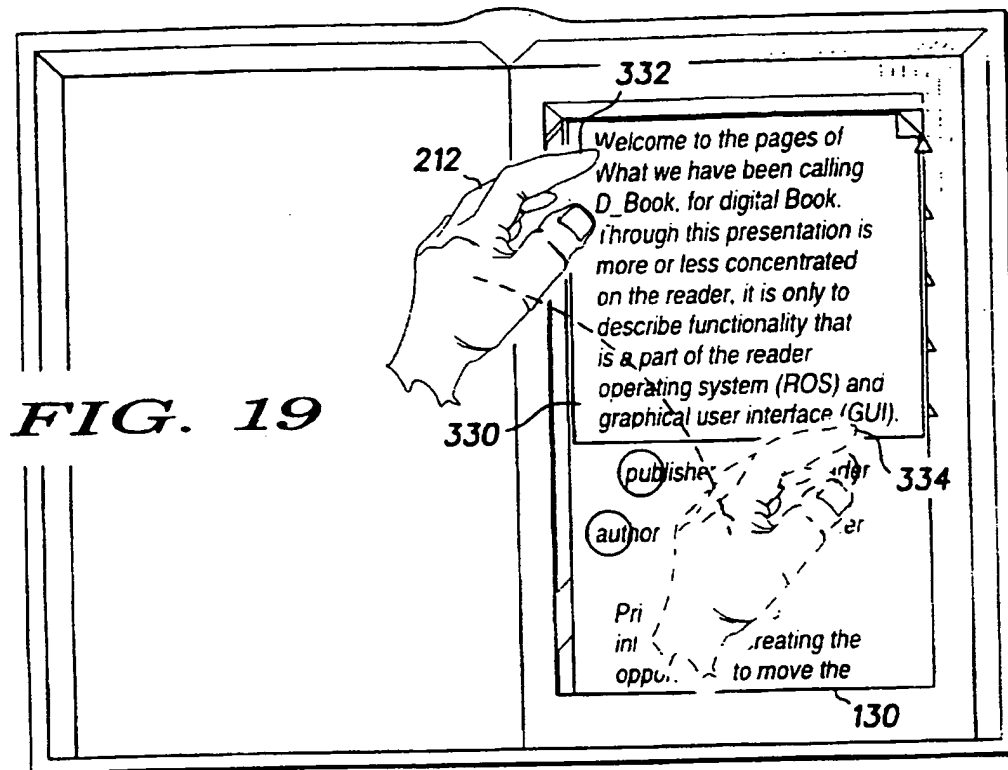 332
212
Welcome to the pages of
What we have been calling
D_Book, for digital Book.
Through this presentation is
more or less concentrated
on the reader, it is only to
describe functionality that
is a part of the reader
operating system (ROS) and
graphical user interface (GUI).
FIG. 19
330
334
publisher
author
Pri
int reating the
oppo to move the
130